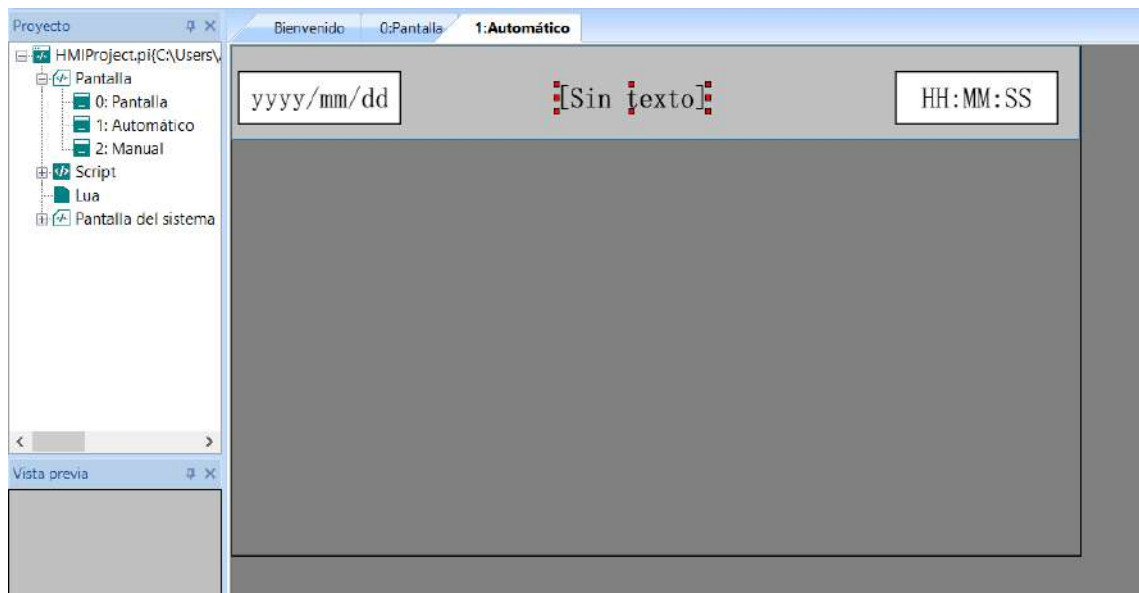 Proyecto
Bienvenido
0:Pantalla
1:Automático
HMIProject.pi{C:\Users\
Pantalla
0: Pantalla
1: Automático
2: Manual
Script
Lua
Pantalla del sistema
yyyy/mm/dd
[Sin texto]
HH:MM:SS
Vista previa